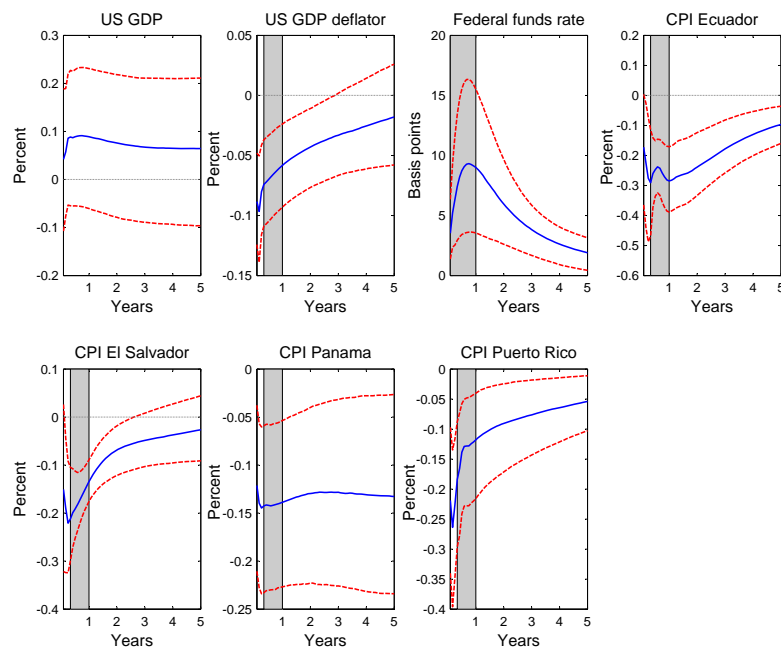 US GDP
US GDP deflator
Federal funds rate
CPI Ecuador
Percent
0.3
0.2
0.1
0
-0.1
0.2
1 2 3 4 5
Years
Percent
0.05
0
-0.05
-0.1
-0.15
1 2 3 4 5
Years
Basis points
20
15
10
5
0
1 2 3 4 5
Years
Percent
0.2
0.1
0
-0.1
-0.2
-0.3
-0.4
-0.5
-0.6
1 2 3 4 5
Years
CPI El Salvador
CPI Panama
CPI Puerto Rico
Percent
0.1
0
-0.1
-0.2
-0.3
-0.4
1 2 3 4 5
Years
Percent
0
-0.05
-0.1
-0.15
-0.2
-0.25
1 2 3 4 5
Years
Percent
0
-0.05
-0.1
-0.15
-0.2
-0.25
-0.3
-0.35
-0.4
1 2 3 4 5
Years